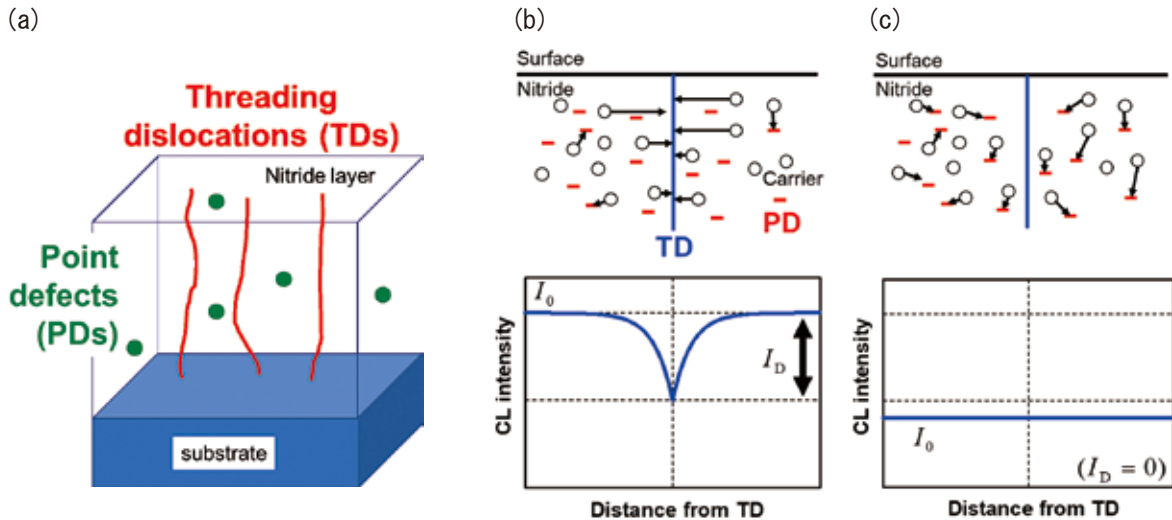 (a)
Threading
dislocations (TDs)
Nitride layer
Point
defects
(PDs)
substrate
(b)
Surface
Nitride
Carrier
PD
TD
I0
ID
CL intensity
Distance from TD
(c)
Surface
Nitride
I0
(ID = 0)
CL intensity
Distance from TD